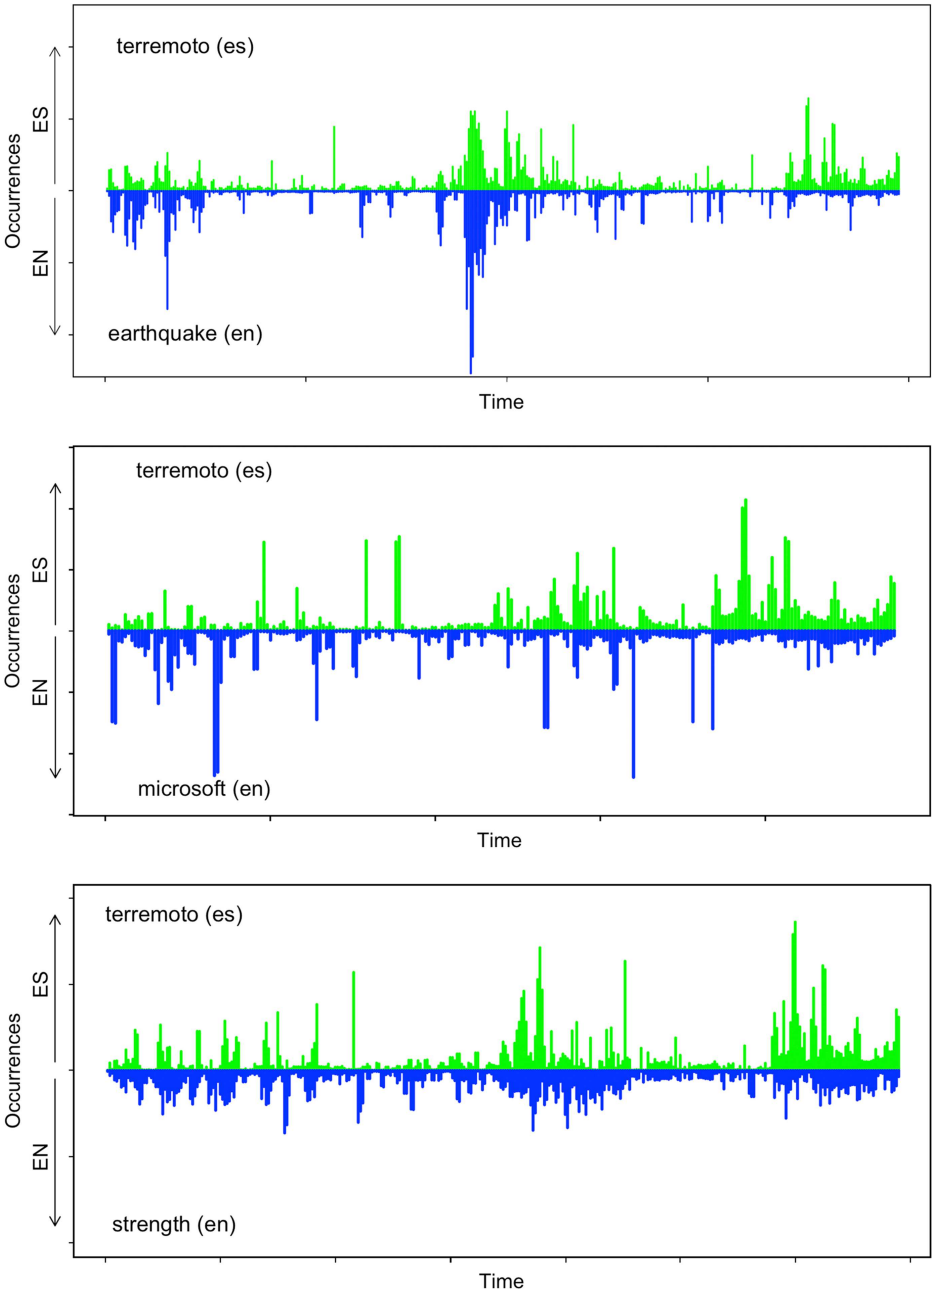 terremoto (es)
Occurrences
ES
EN
earthquake (en)
Time
terremoto (es)
Occurrences
ES
EN
microsoft (en)
Time
terremoto (es)
Occurrences
ES
EN
strength (en)
Time